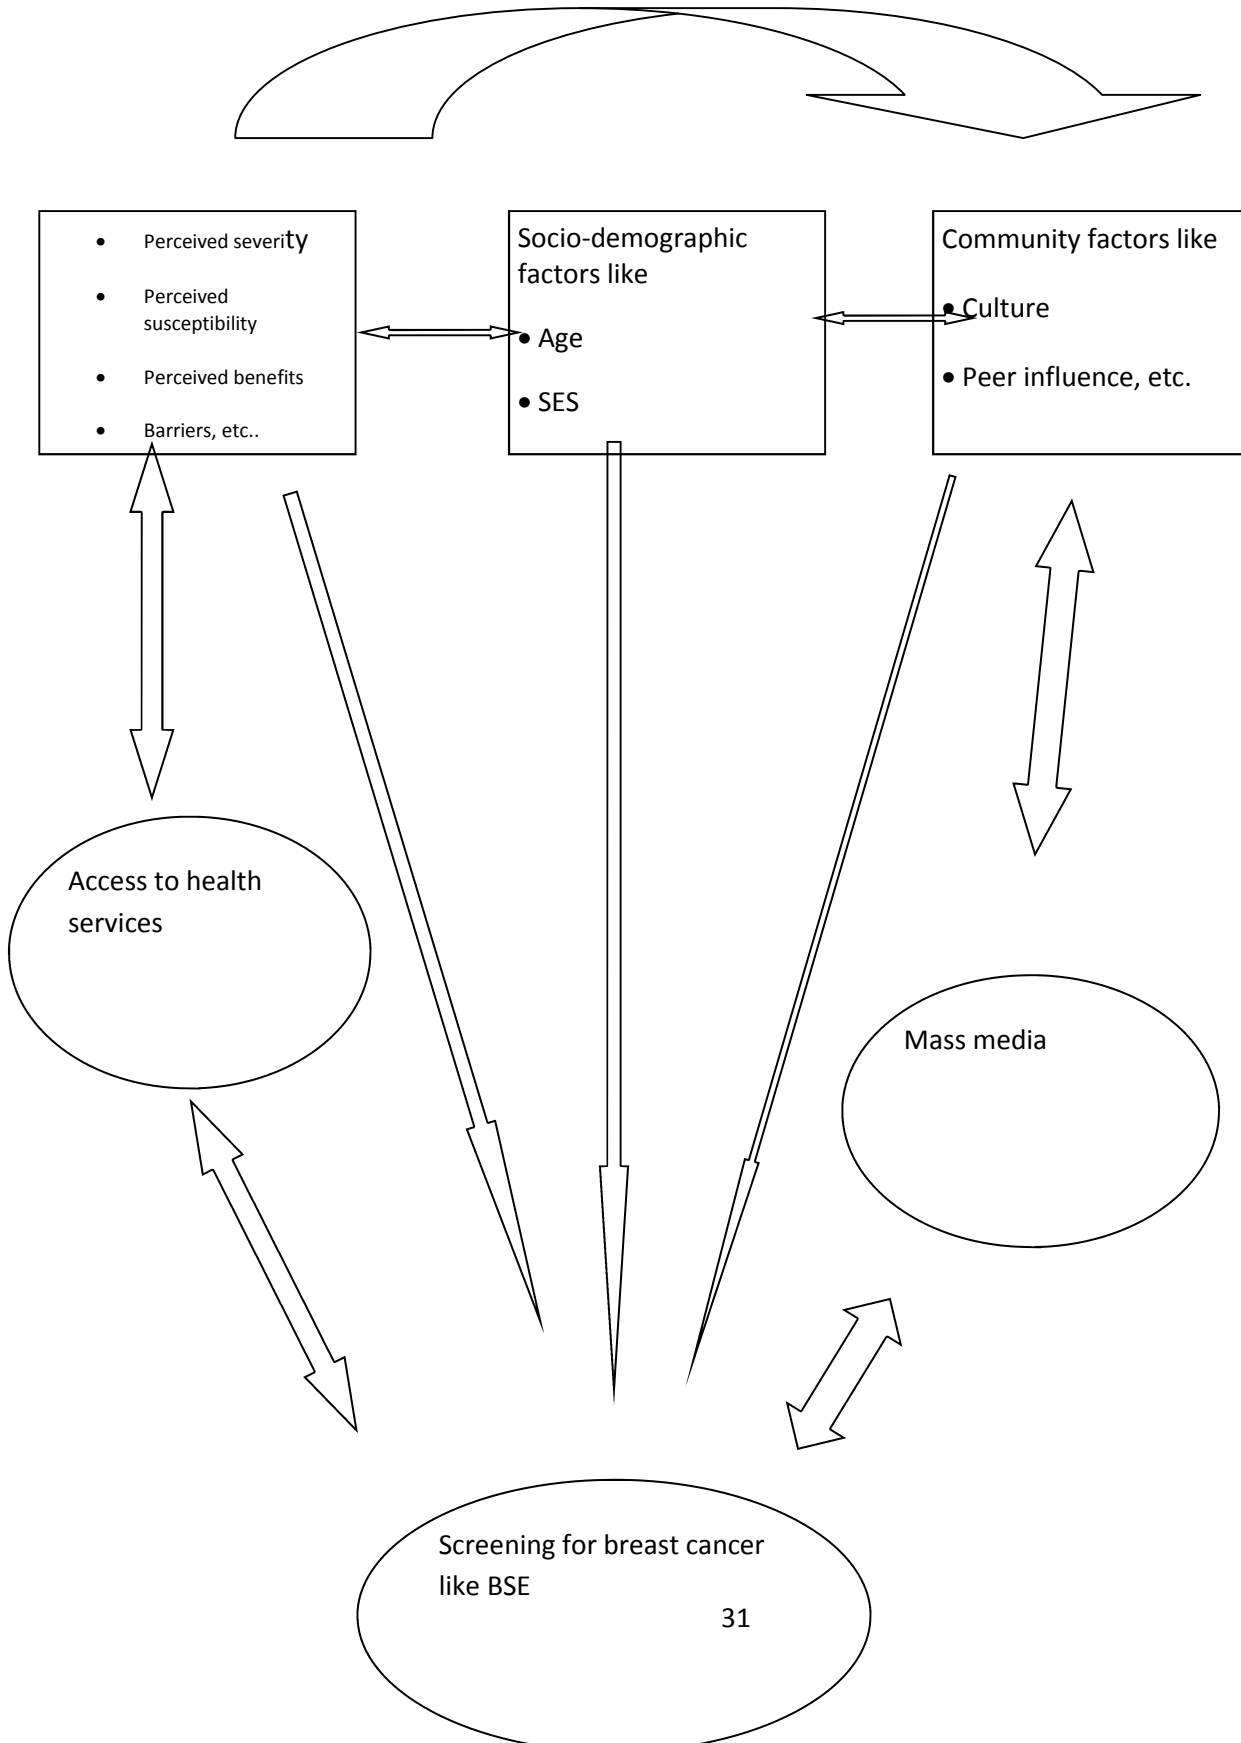 • Perceived severity
• Perceived
susceptibility
• Perceived benefits
• Barriers, etc..
Socio-demographic
factors like
• Age
• SES
Community factors like
• Culture
• Peer influence, etc.
Access to health
services
Mass media
Screening for breast cancer
like BSE
31